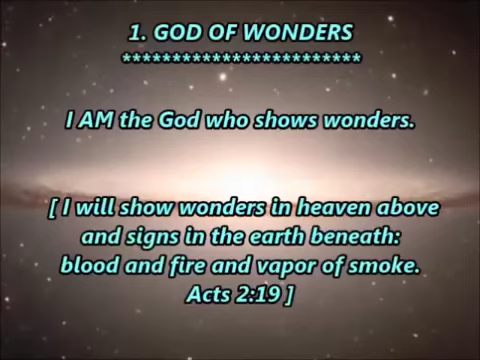 1. GOD OF WONDERS
************************
I AM the God who shows wonders.
[ I will show wonders in heaven above
and signs in the earth beneath:
blood and fire and vapor of smoke.
Acts 2:19 ]